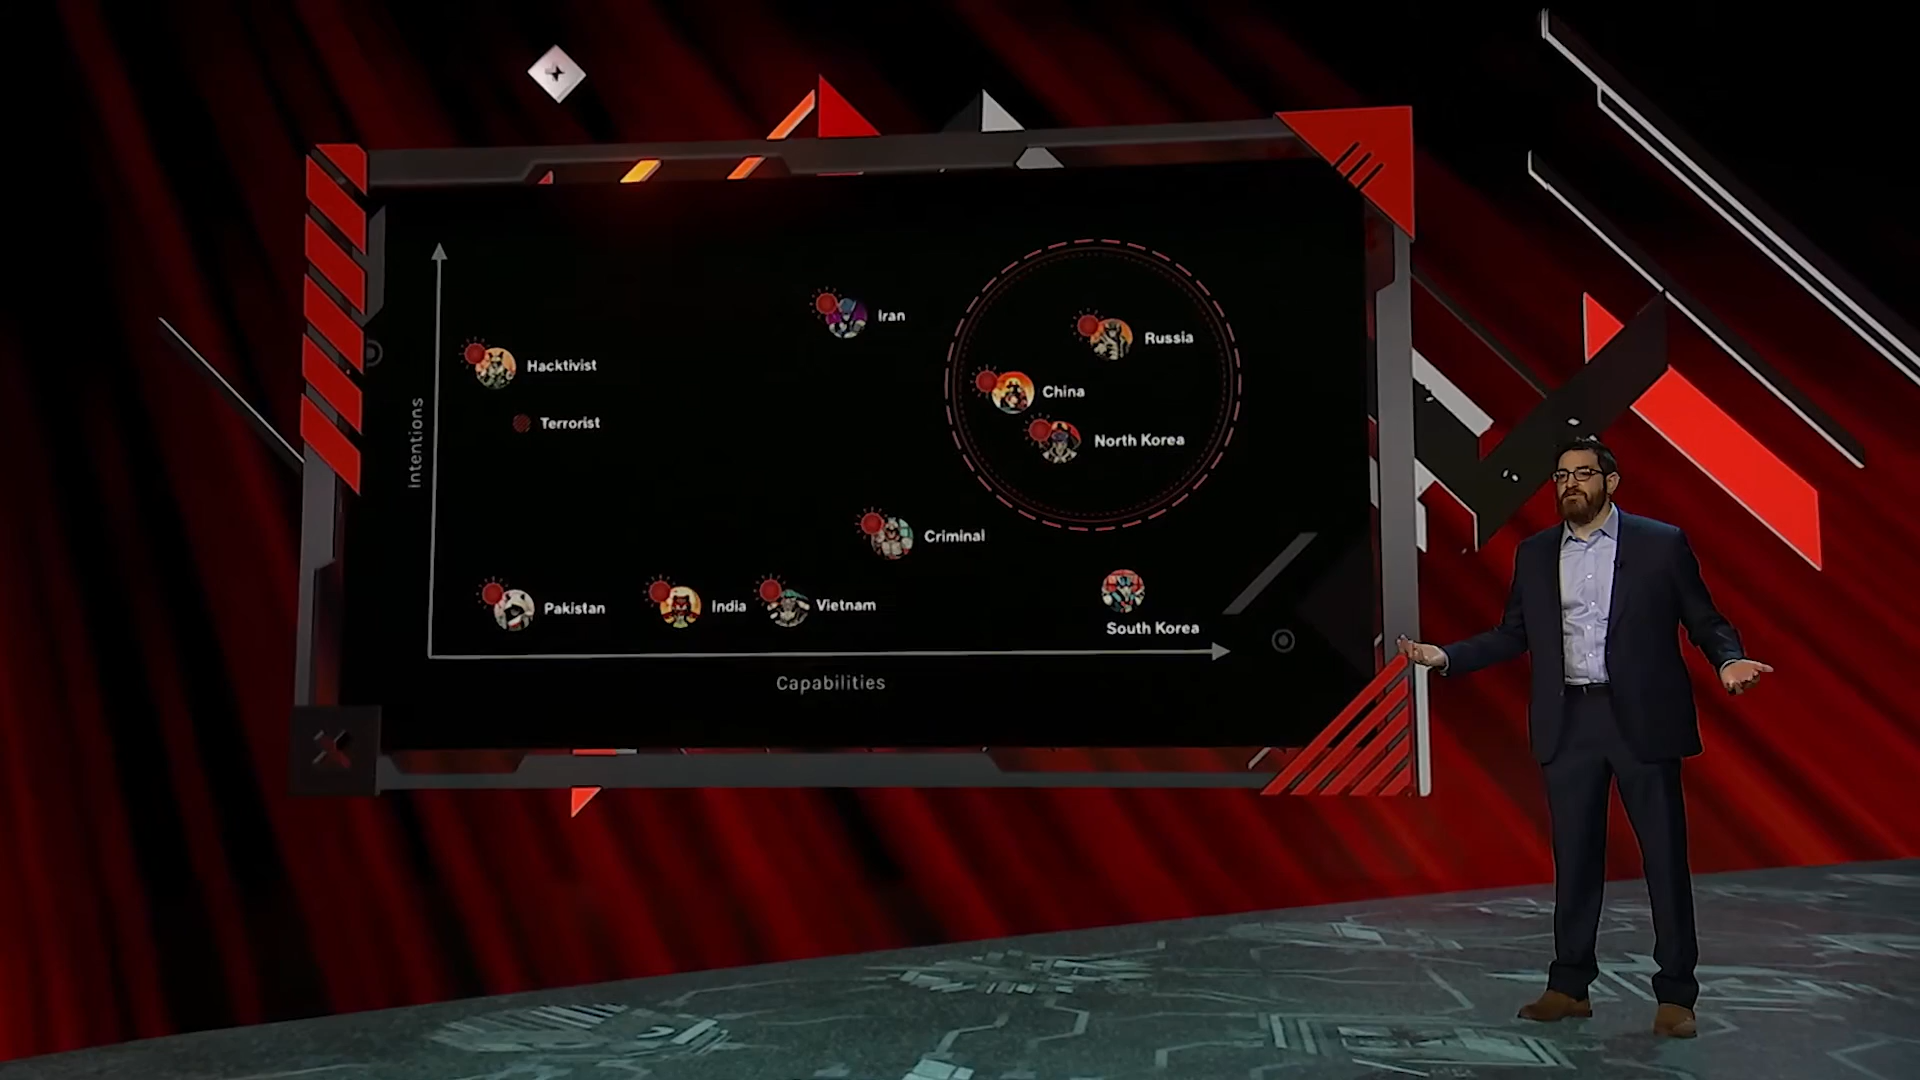 Iran
Russia
Hacktivist
China
Terrorist
North Korea
Intentions
Criminal
Pakistan
India
Vietnam
South Korea
Capabilities